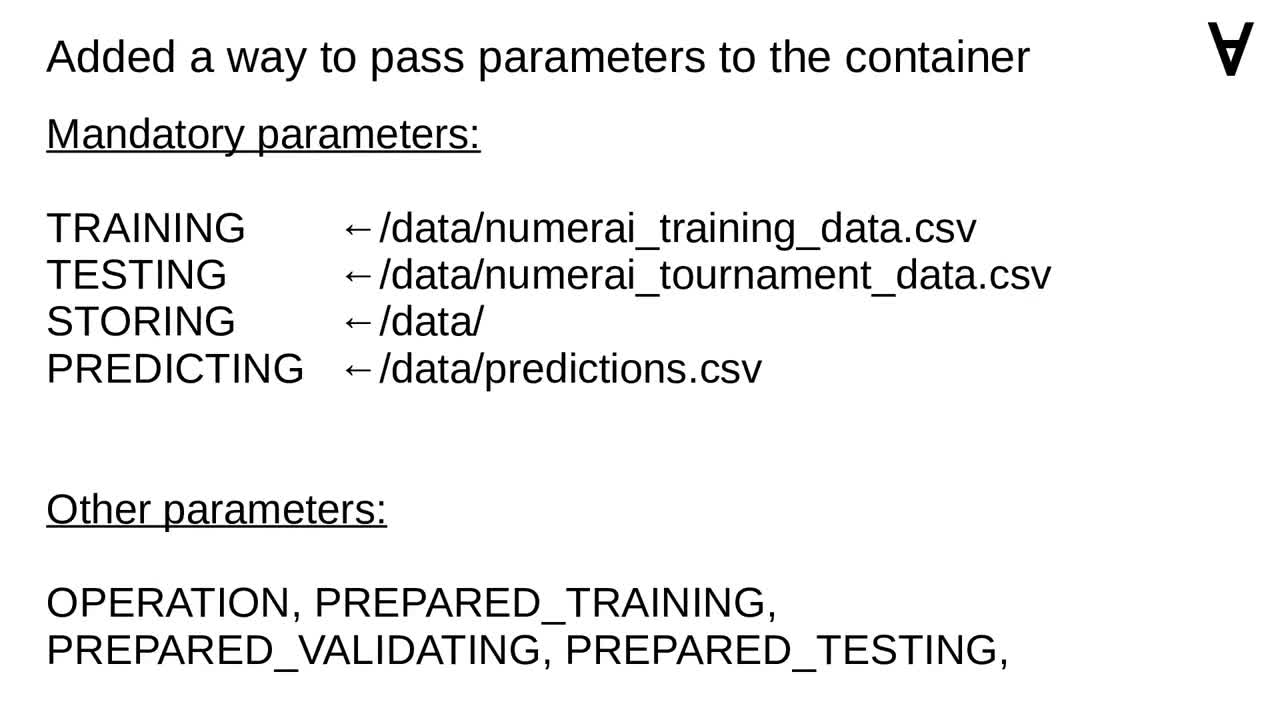 Added a way to pass parameters to the container
∀
Mandatory parameters:
TRAINING ←/data/numerai_training_data.csv
TESTING ←/data/numerai_tournament_data.csv
STORING ←/data/
PREDICTING ←/data/predictions.csv
Other parameters:
OPERATION, PREPARED_TRAINING,
PREPARED_VALIDATING, PREPARED_TESTING,